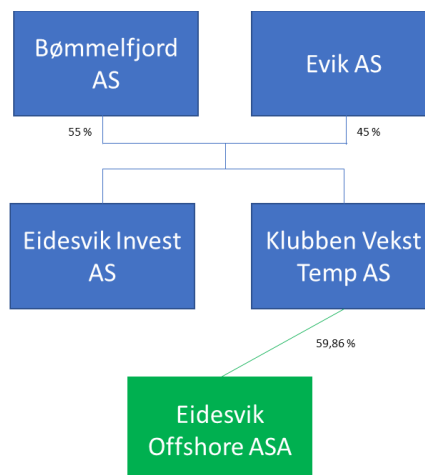 Bømmelfjord
AS
Evik AS
55 %
45 %
Eidesvik Invest
AS
Klubben Vekst
Temp AS
59,86 %
Eidesvik
Offshore ASA